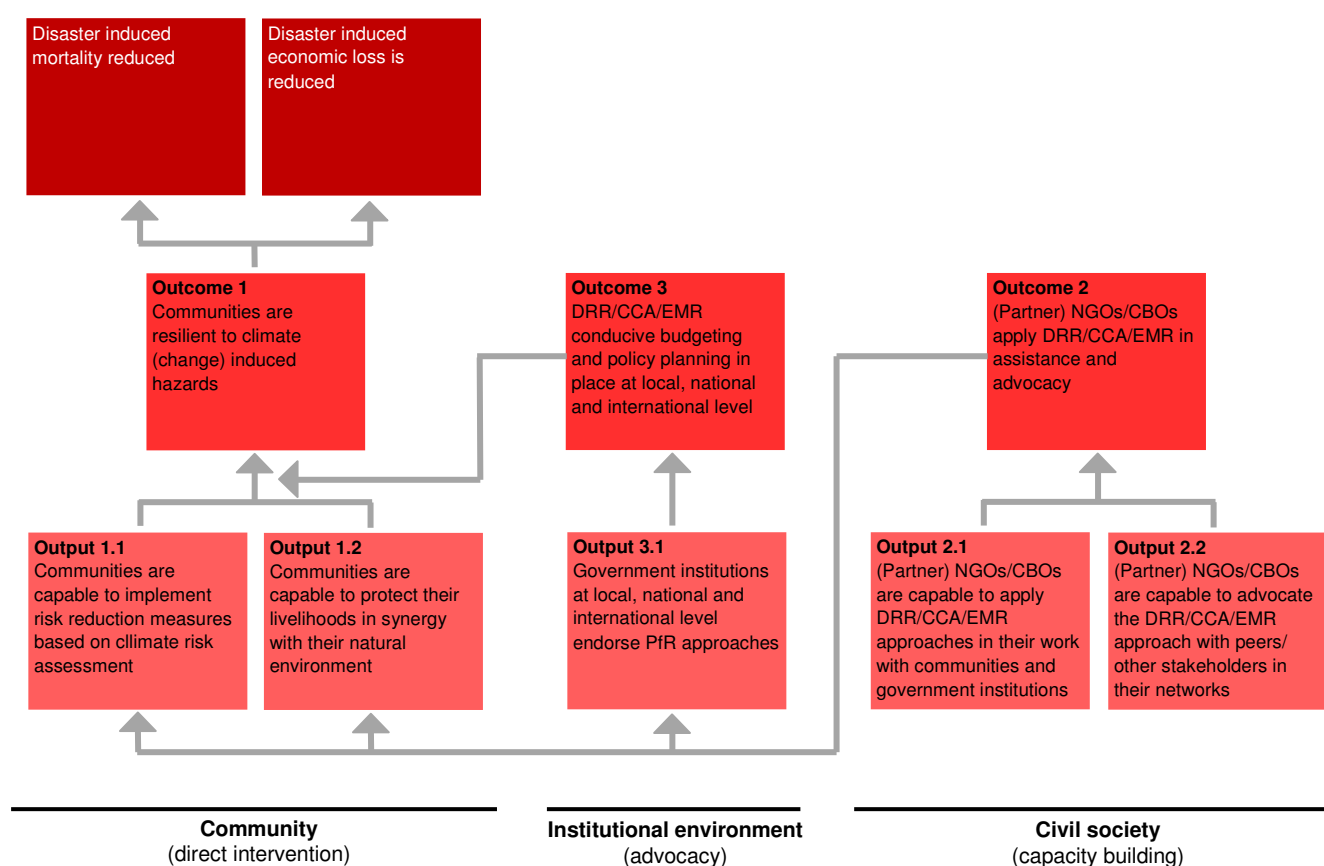 Disaster induced
mortality reduced
Disaster induced
economic loss is
reduced
Outcome 1
Communities are
resilient to climate
(change) induced
hazards
Outcome 3
DRR/CCA/EMR
conducive budgeting
and policy planning in
place at local, national
and international level
Outcome 2
(Partner) NGOs/CBOs
apply DRR/CCA/EMR in
assistance and
advocacy
Output 1.1
Communities are
capable to implement
risk reduction measures
based on cllimate risk
assessment
Output 1.2
Communities are
capable to protect their
livelihoods in synergy
with their natural
environment
Output 3.1
Government institutions
at local, national and
international level
endorse PfR approaches
Output 2.1
(Partner) NGOs/CBOs
are capable to apply
DRR/CCA/EMR
approaches in their work
with communities and
government institutions
Output 2.2
(Partner) NGOs/CBOs
are capable to advocate
the DRR/CCA/EMR
approach with peers/
other stakeholders in
their networks
Community
(direct intervention)
Institutional environment
(advocacy)
Civil society
(capacity building)